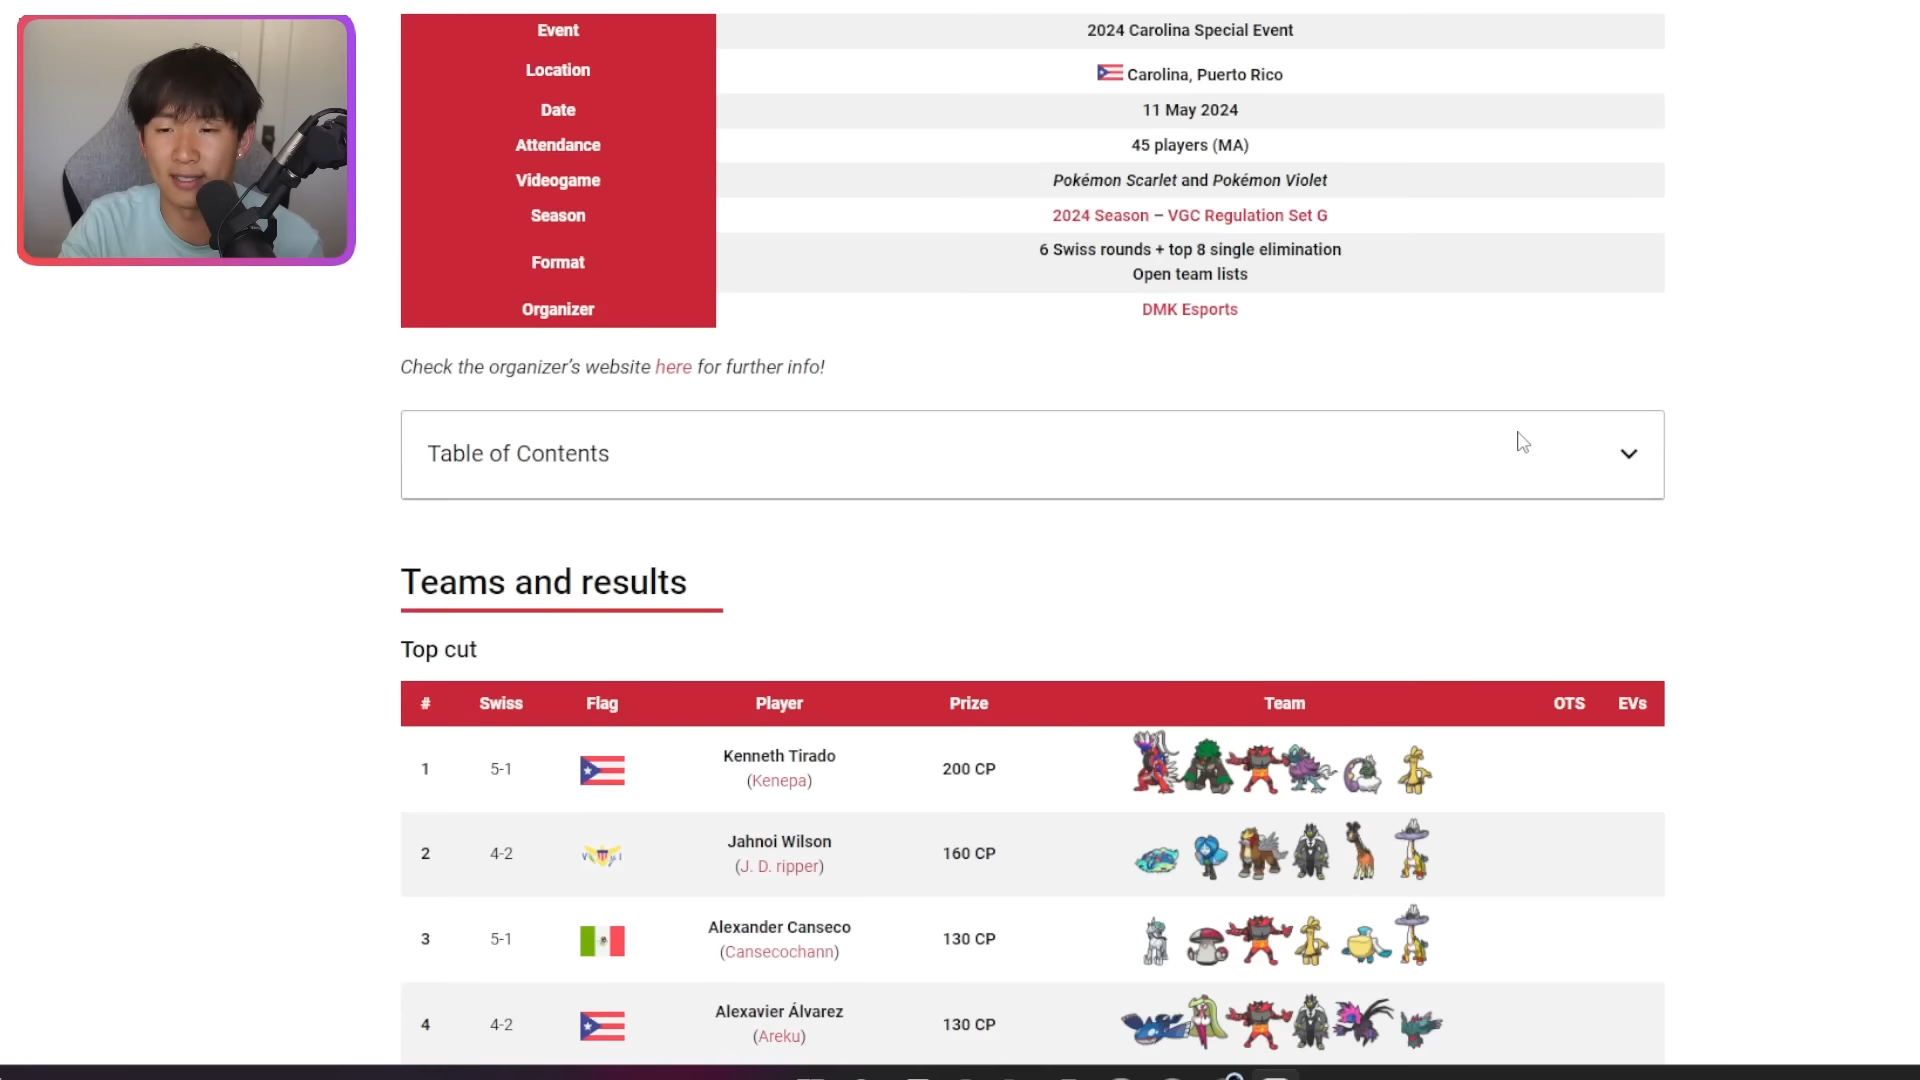 Event 2024 Carolina Special Event
Location Carolina, Puerto Rico
Date 11 May 2024
Attendance 45 players (MA)
Videogame Pokémon Scarlet and Pokémon Violet
Season 2024 Season – VGC Regulation Set G
Format 6 Swiss rounds + top 8 single elimination
Open team lists
Organizer DMK Esports
Check the organizer's website here for further info!
Table of Contents
Teams and results
Top cut
# Swiss Flag Player Prize Team OTS EVs
1 5-1 Kenneth Tirado (Kenepa) 200 CP
2 4-2 Jahnoi Wilson (J. D. ripper) 160 CP
3 5-1 Alexander Canseco (Cansecochann) 130 CP
4 4-2 Alexavier Álvarez (Areku) 130 CP